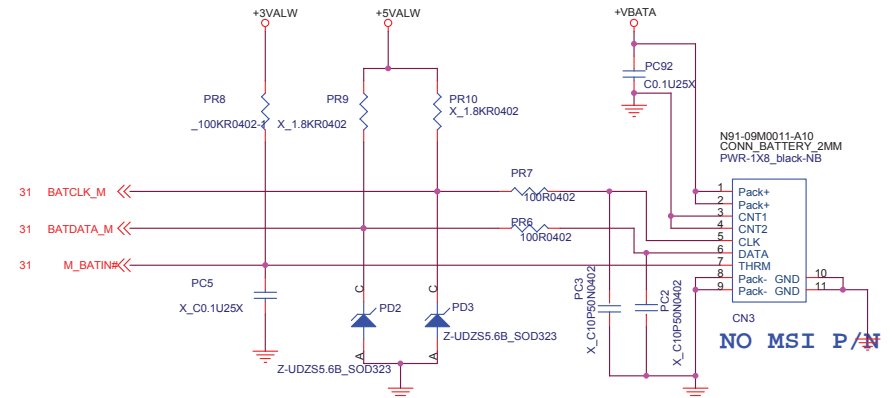 +3VALW
+5VALW
+VBATA
PC92
C0.1U25X
PR8
_100KR0402-1
PR9
X_1.8KR0402
PR10
X_1.8KR0402
N91-09M0011-A10
CONN_BATTERY_2MM
PWR-1X8_black-NB
PR7
100R0402
31 BATCLK_M
PR6
100R0402
31 BATDATA_M
31 M_BATIN#
1 Pack+
2 Pack+
3 CNT1
4 CNT2
5 CLK
6 DATA
7 THRM
8 Pack- GND 10
9 Pack- GND 11
CN3
NO MSI P/N
PC5
X_C0.1U25X
C
PD2
A
Z-UDZS5.6B_SOD323
C
PD3
A
Z-UDZS5.6B_SOD323
PC3
X_C10P50N0402
PC2
X_C10P50N0402